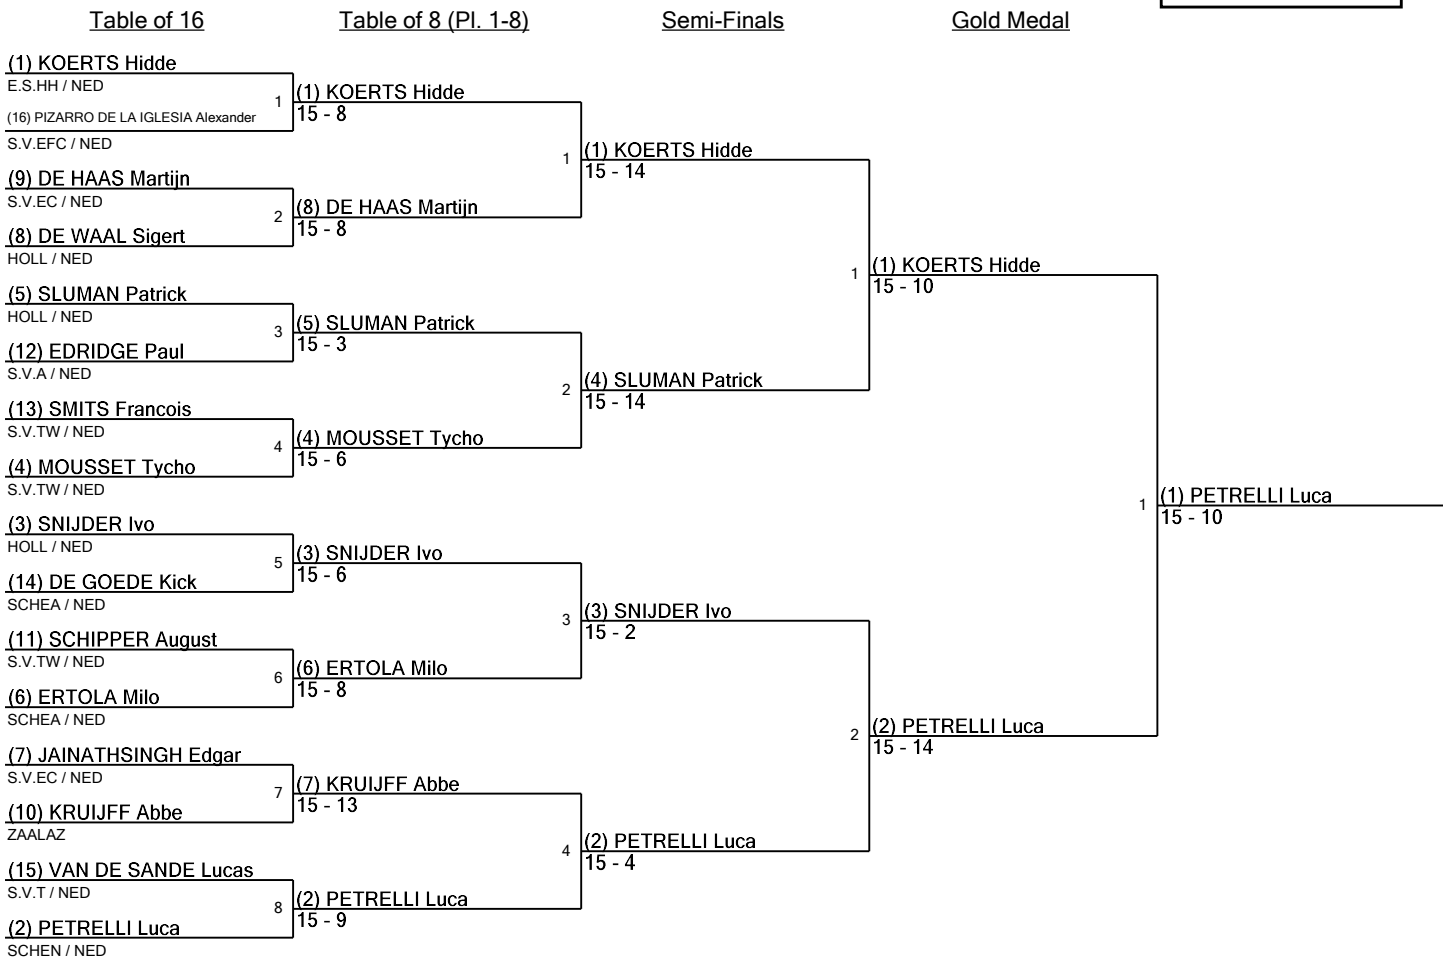 Table of 16
Table of 8 (Pl. 1-8)
Semi-Finals
Gold Medal
(1) KOERTS Hidde
E.S.HH / NED
1
(16) PIZARRO DE LA IGLESIA Alexander
S.V.EFC / NED
(9) DE HAAS Martijn
S.V.EC / NED
2
(8) DE WAAL Sigert
HOLL / NED
(5) SLUMAN Patrick
HOLL / NED
3
(12) EDRIDGE Paul
S.V.A / NED
(13) SMITS Francois
S.V.TW / NED
4
(4) MOUSSET Tycho
S.V.TW / NED
(3) SNIJDER Ivo
HOLL / NED
5
(14) DE GOEDE Kick
SCHEA / NED
(11) SCHIPPER August
S.V.TW / NED
6
(6) ERTOLA Milo
SCHEA / NED
(7) JAINATHSINGH Edgar
S.V.EC / NED
7
(10) KRUIJFF Abbe
ZAALAZ
(15) VAN DE SANDE Lucas
S.V.T / NED
8
(2) PETRELLI Luca
SCHEN / NED
(1) KOERTS Hidde
15 - 8
1
(8) DE HAAS Martijn
15 - 8
(5) SLUMAN Patrick
15 - 3
2
(4) MOUSSET Tycho
15 - 6
(3) SNIJDER Ivo
15 - 6
3
(6) ERTOLA Milo
15 - 8
(7) KRUIJFF Abbe
15 - 13
4
(2) PETRELLI Luca
15 - 9
(1) KOERTS Hidde
15 - 14
1
(4) SLUMAN Patrick
15 - 14
(3) SNIJDER Ivo
15 - 2
2
(2) PETRELLI Luca
15 - 4
(1) KOERTS Hidde
15 - 10
1
(2) PETRELLI Luca
15 - 14
(1) PETRELLI Luca
15 - 10